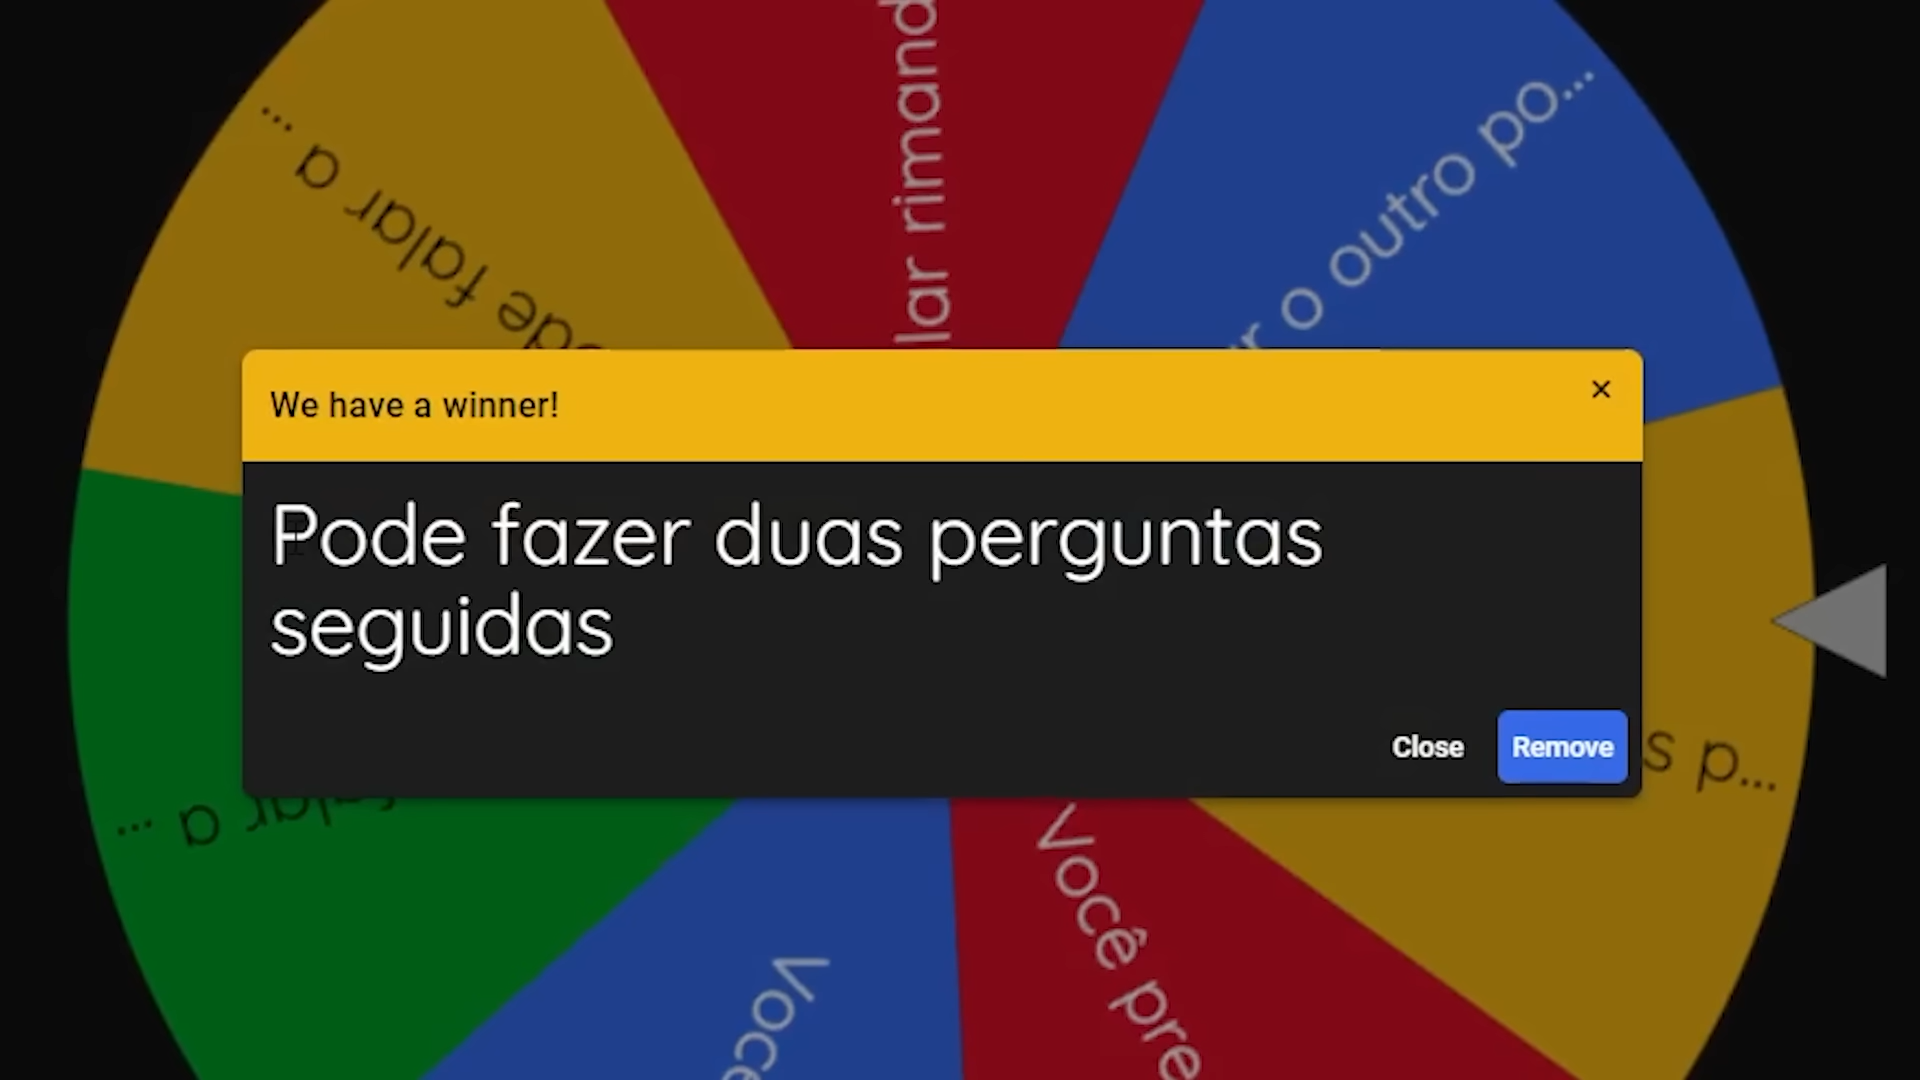 lar rimand
r o outro po...
de falar a ...
We have a winner!
×
Pode fazer duas perguntas
seguidas
Close
Remove
s p...
falar a ...
Você pre
Você